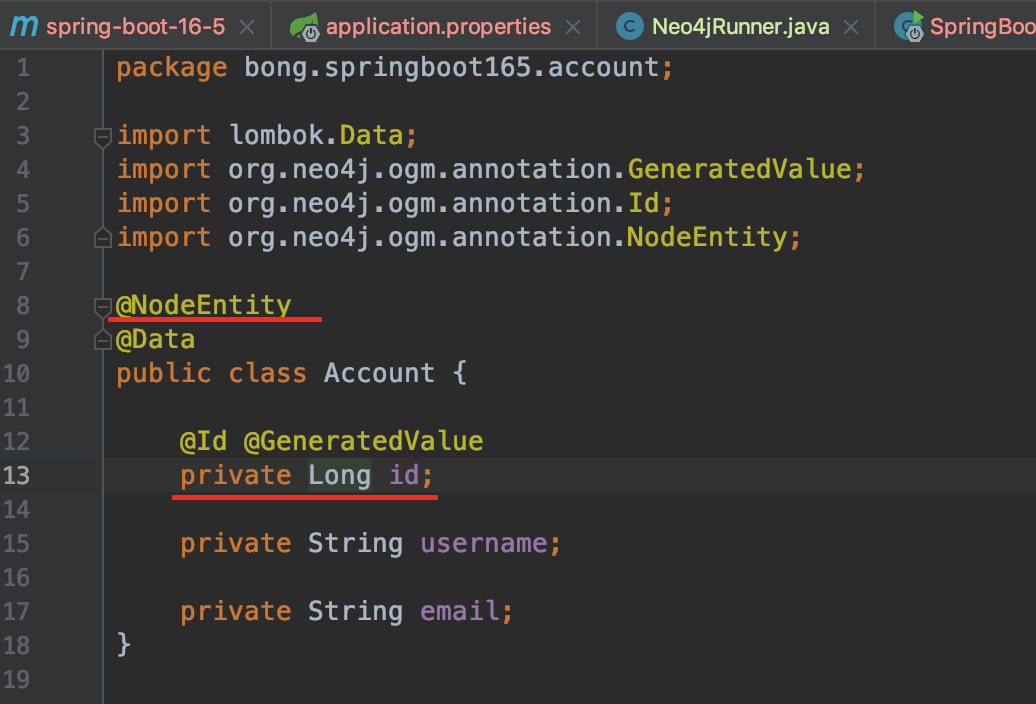 m spring-boot-16-5 × application.properties × C Neo4jRunner.java × C SpringBoo
1 package bong.springboot165.account;
2
3 import lombok.Data;
4 import org.neo4j.ogm.annotation.GeneratedValue;
5 import org.neo4j.ogm.annotation.Id;
6 import org.neo4j.ogm.annotation.NodeEntity;
7
8 @NodeEntity
9 @Data
10 public class Account {
11
12 @Id @GeneratedValue
13 private Long id;
14
15 private String username;
16
17 private String email;
18 }
19